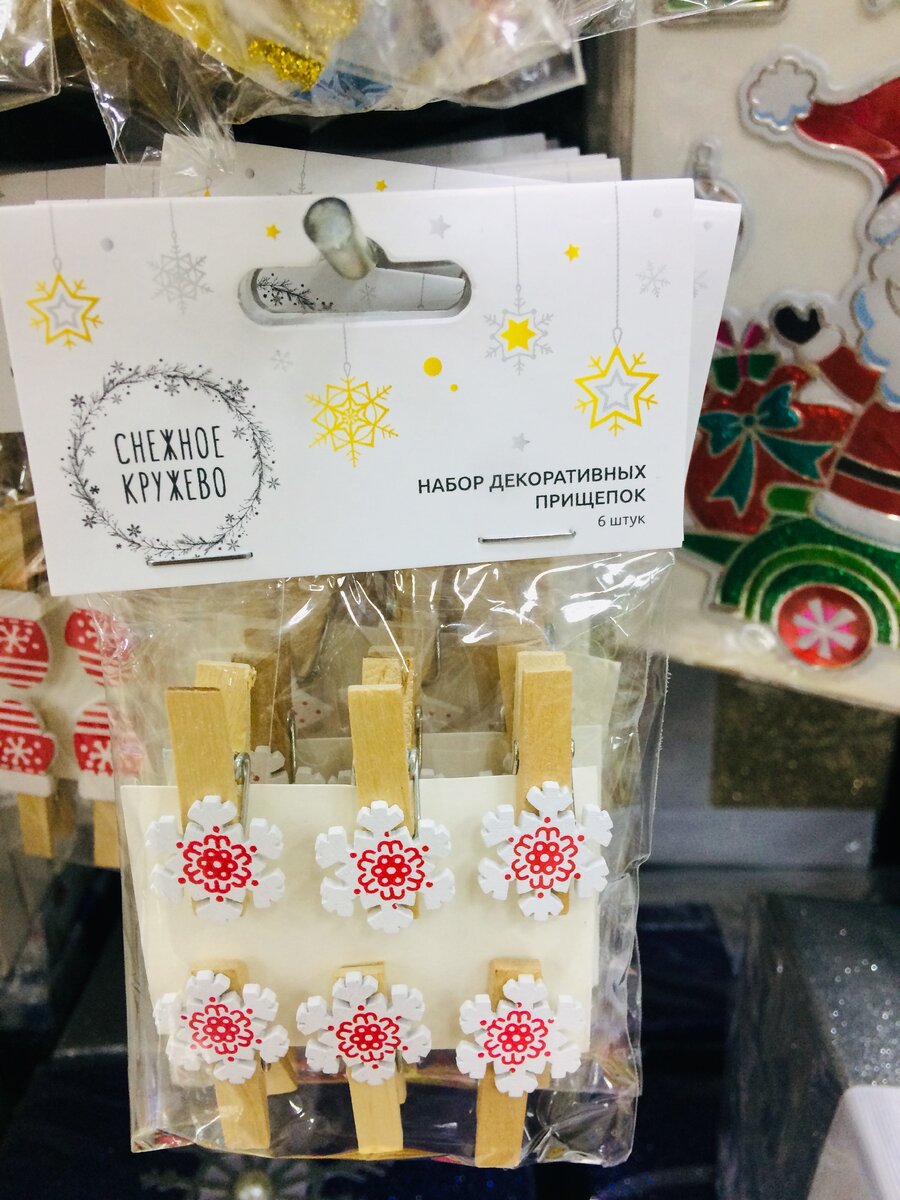 СНЕЖНОЕ
КРУЖЕВО
НАБОР ДЕКОРАТИВНЫХ
ПРИЩЕПОК
6 штук